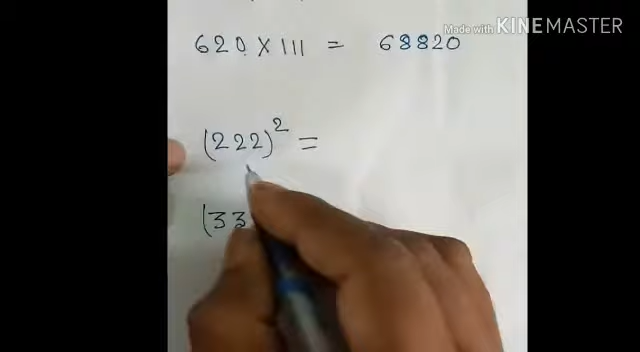 Made with KINEMASTER
620 X 111 = 68820
(222)² =
(33